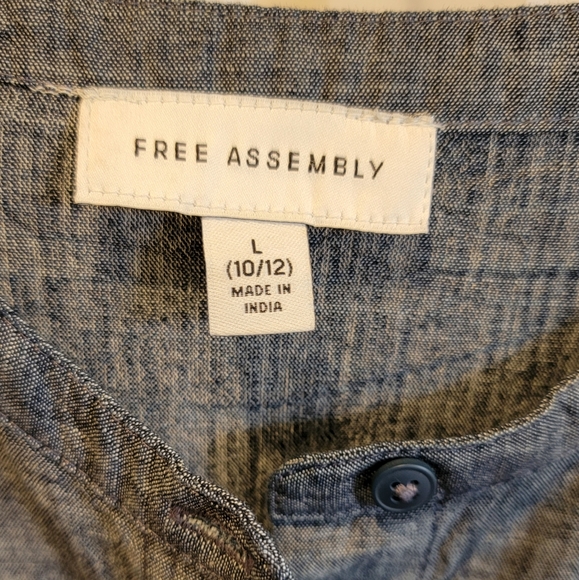 FREE ASSEMBLY
L
(10/12)
MADE IN
INDIA